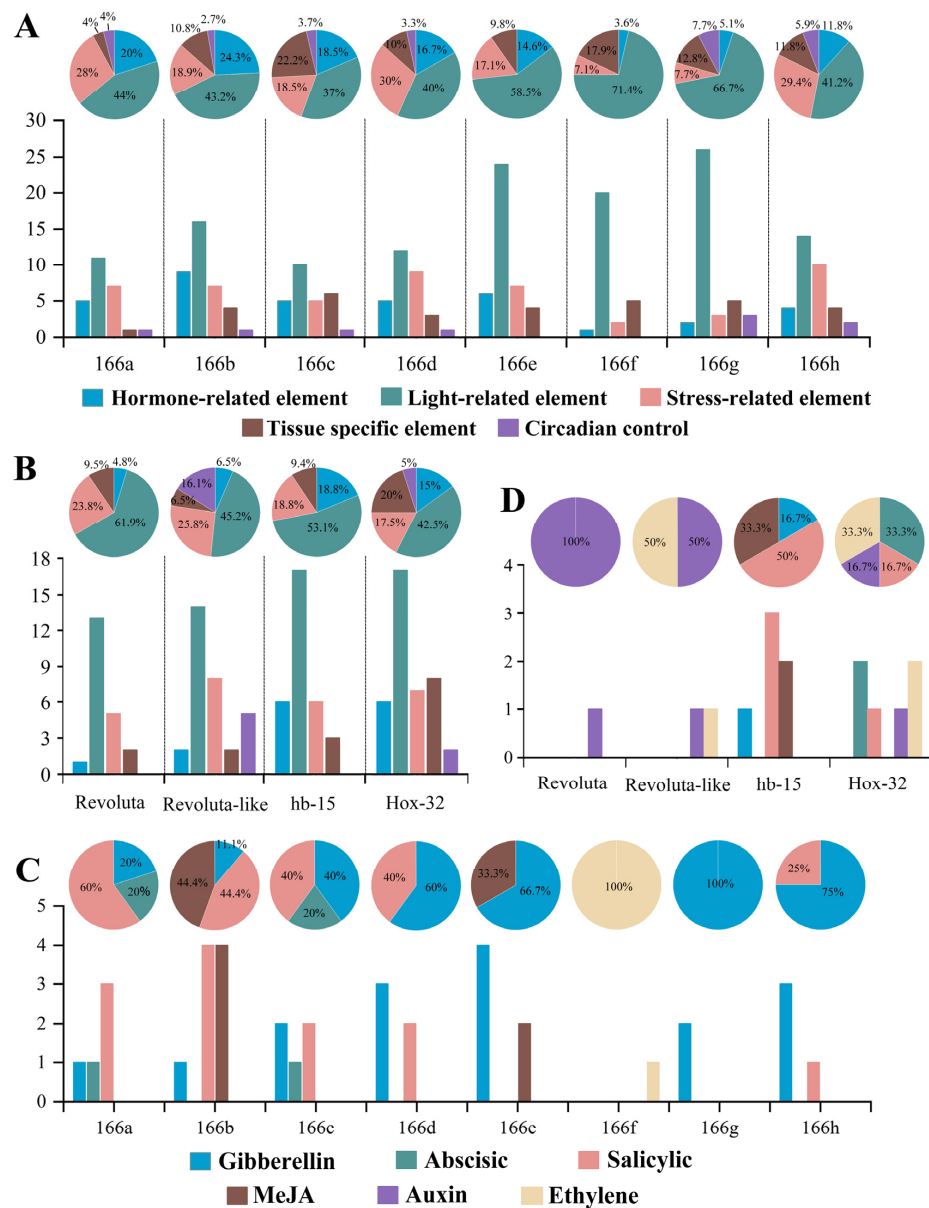 A
4% 4% 20% 28% 44%
10.8% 2.7% 24.3% 18.9% 43.2%
3.7% 18.5% 22.2% 18.5% 37%
3.3% 10% 16.7% 30% 40%
9.8% 14.6% 17.1% 58.5%
3.6% 17.9% 7.1% 71.4%
7.7% 5.1% 12.8% 7.7% 66.7%
5.9% 11.8% 11.8% 29.4% 41.2%
30
25
20
15
10
5
0
166a 166b 166c 166d 166e 166f 166g 166h
Hormone-related element Light-related element Stress-related element
Tissue specific element Circadian control
B
9.5% 4.8% 23.8% 61.9%
6.5% 16.1% 6.5% 45.2% 25.8%
9.4% 18.8% 18.8% 53.1%
5% 15% 20% 17.5% 42.5%
18
15
12
9
6
3
0
Revoluta Revoluta-like hb-15 Hox-32
D
100%
50% 50%
33.3% 16.7% 50%
33.3% 33.3% 16.7% 16.7%
4
3
2
1
0
Revoluta Revoluta-like hb-15 Hox-32
C
20% 60% 20%
11.1% 44.4% 44.4%
40% 40% 20%
40% 60%
33.3% 66.7%
100%
100%
25% 75%
5
4
3
2
1
0
166a 166b 166c 166d 166c 166f 166g 166h
Gibberellin Abscisic Salicylic
MeJA Auxin Ethylene